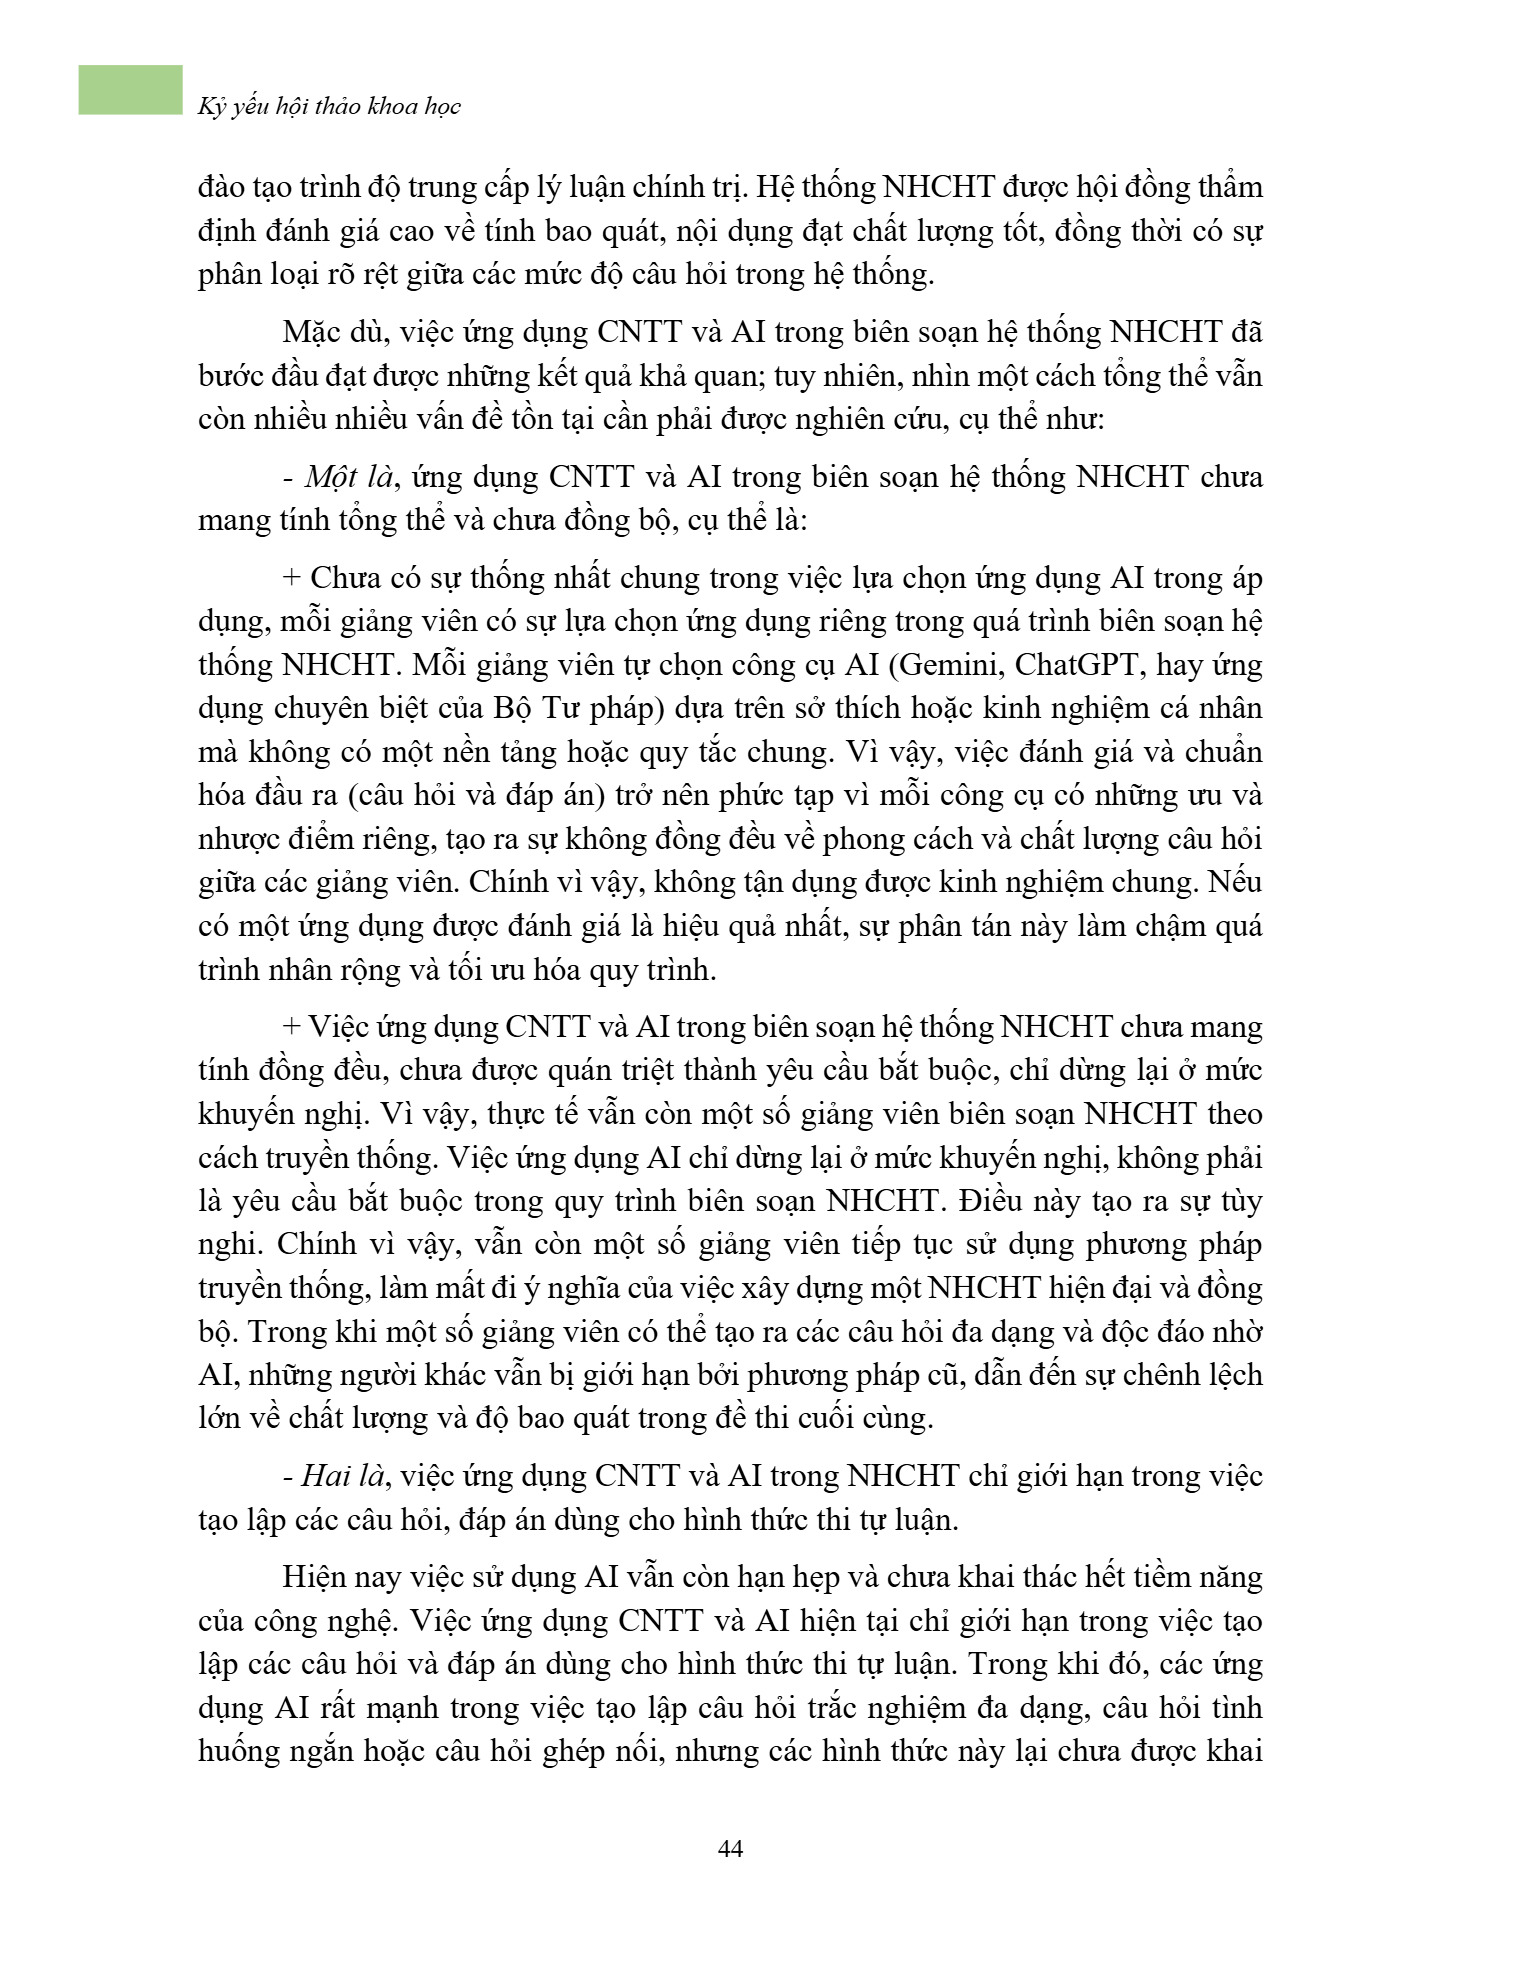 Kỷ yếu hội thảo khoa học
đào tạo trình độ trung cấp lý luận chính trị. Hệ thống NHCHT được hội đồng thẩm
định đánh giá cao về tính bao quát, nội dụng đạt chất lượng tốt, đồng thời có sự
phân loại rõ rệt giữa các mức độ câu hỏi trong hệ thống.
Mặc dù, việc ứng dụng CNTT và AI trong biên soạn hệ thống NHCHT đã
bước đầu đạt được những kết quả khả quan; tuy nhiên, nhìn một cách tổng thể vẫn
còn nhiều nhiều vấn đề tồn tại cần phải được nghiên cứu, cụ thể như:
- Một là, ứng dụng CNTT và AI trong biên soạn hệ thống NHCHT chưa
mang tính tổng thể và chưa đồng bộ, cụ thể là:
+ Chưa có sự thống nhất chung trong việc lựa chọn ứng dụng AI trong áp
dụng, mỗi giảng viên có sự lựa chọn ứng dụng riêng trong quá trình biên soạn hệ
thống NHCHT. Mỗi giảng viên tự chọn công cụ AI (Gemini, ChatGPT, hay ứng
dụng chuyên biệt của Bộ Tư pháp) dựa trên sở thích hoặc kinh nghiệm cá nhân
mà không có một nền tảng hoặc quy tắc chung. Vì vậy, việc đánh giá và chuẩn
hóa đầu ra (câu hỏi và đáp án) trở nên phức tạp vì mỗi công cụ có những ưu và
nhược điểm riêng, tạo ra sự không đồng đều về phong cách và chất lượng câu hỏi
giữa các giảng viên. Chính vì vậy, không tận dụng được kinh nghiệm chung. Nếu
có một ứng dụng được đánh giá là hiệu quả nhất, sự phân tán này làm chậm quá
trình nhân rộng và tối ưu hóa quy trình.
+ Việc ứng dụng CNTT và AI trong biên soạn hệ thống NHCHT chưa mang
tính đồng đều, chưa được quán triệt thành yêu cầu bắt buộc, chỉ dừng lại ở mức
khuyến nghị. Vì vậy, thực tế vẫn còn một số giảng viên biên soạn NHCHT theo
cách truyền thống. Việc ứng dụng AI chỉ dừng lại ở mức khuyến nghị, không phải
là yêu cầu bắt buộc trong quy trình biên soạn NHCHT. Điều này tạo ra sự tùy
nghi. Chính vì vậy, vẫn còn một số giảng viên tiếp tục sử dụng phương pháp
truyền thống, làm mất đi ý nghĩa của việc xây dựng một NHCHT hiện đại và đồng
bộ. Trong khi một số giảng viên có thể tạo ra các câu hỏi đa dạng và độc đáo nhờ
AI, những người khác vẫn bị giới hạn bởi phương pháp cũ, dẫn đến sự chênh lệch
lớn về chất lượng và độ bao quát trong đề thi cuối cùng.
- Hai là, việc ứng dụng CNTT và AI trong NHCHT chỉ giới hạn trong việc
tạo lập các câu hỏi, đáp án dùng cho hình thức thi tự luận.
Hiện nay việc sử dụng AI vẫn còn hạn hẹp và chưa khai thác hết tiềm năng
của công nghệ. Việc ứng dụng CNTT và AI hiện tại chỉ giới hạn trong việc tạo
lập các câu hỏi và đáp án dùng cho hình thức thi tự luận. Trong khi đó, các ứng
dụng AI rất mạnh trong việc tạo lập câu hỏi trắc nghiệm đa dạng, câu hỏi tình
huống ngắn hoặc câu hỏi ghép nối, nhưng các hình thức này lại chưa được khai
44